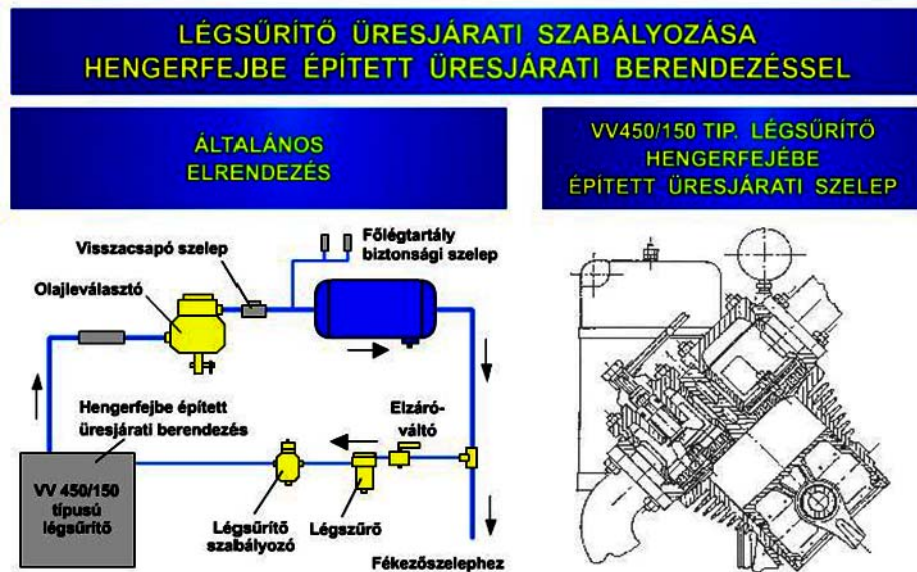 LÉGSŰRÍTŐ ÜRESJÁRATI SZABÁLYOZÁSA
HENGERFEJBE ÉPÍTETT ÜRESJÁRATI BERENDEZÉSSEL
ÁLTALÁNOS
ELRENDEZÉS
VV450/150 TIP. LÉGSŰRÍTŐ
HENGERFEJÉBE
ÉPÍTETT ÜRESJÁRATI SZELEP
Visszacsapó szelep
Főlégtartály
biztonsági szelep
Olajleválasztó
Hengerfejbe épített
üresjárati berendezés
Elzáró-
váltó
VV 450/150
típusú
légsűrítő
Légsűrítő
szabályozó
Légszűrő
Fékezőszelephez